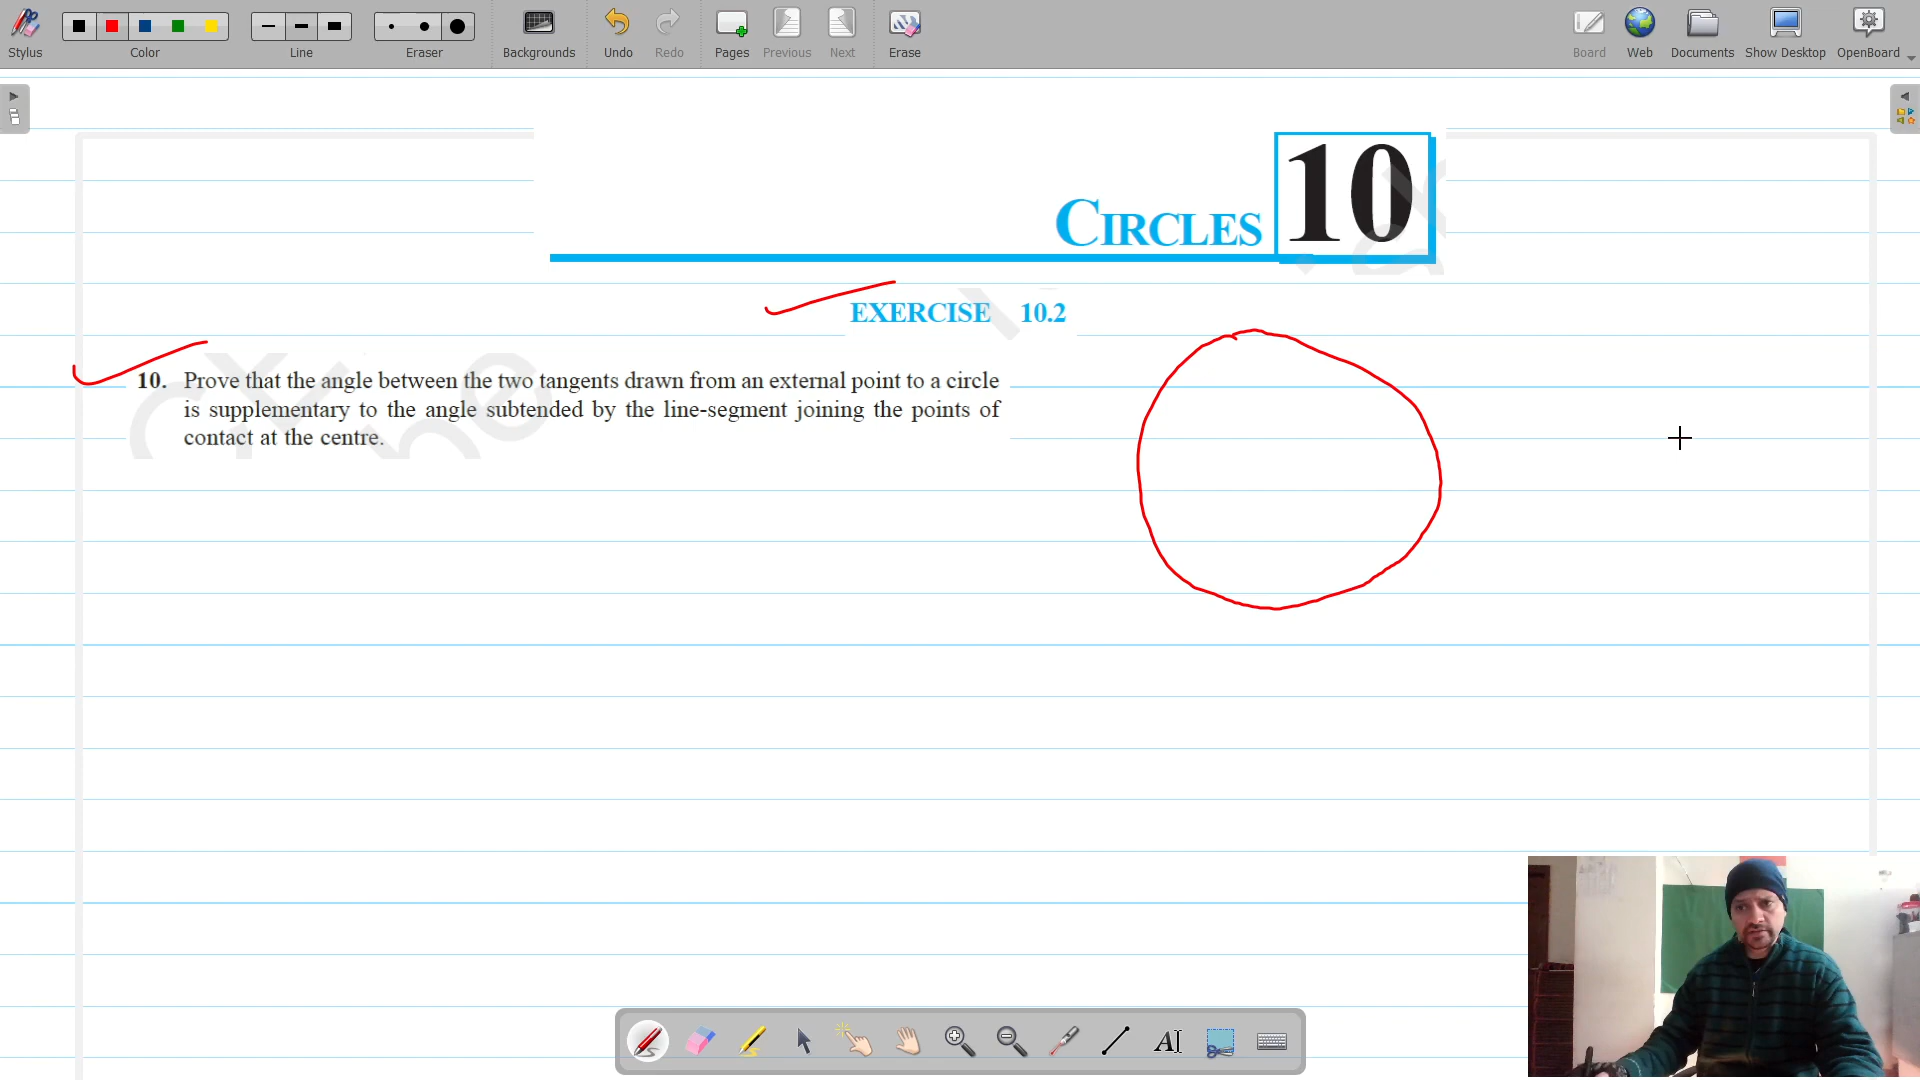 Stylus
Color
Line
Eraser
Backgrounds
Undo
Redo
Pages
Previous
Next
Erase
Board
Web
Documents
Show Desktop
OpenBoard
CIRCLES 10
EXERCISE 10.2
10. Prove that the angle between the two tangents drawn from an external point to a circle
is supplementary to the angle subtended by the line-segment joining the points of
contact at the centre.